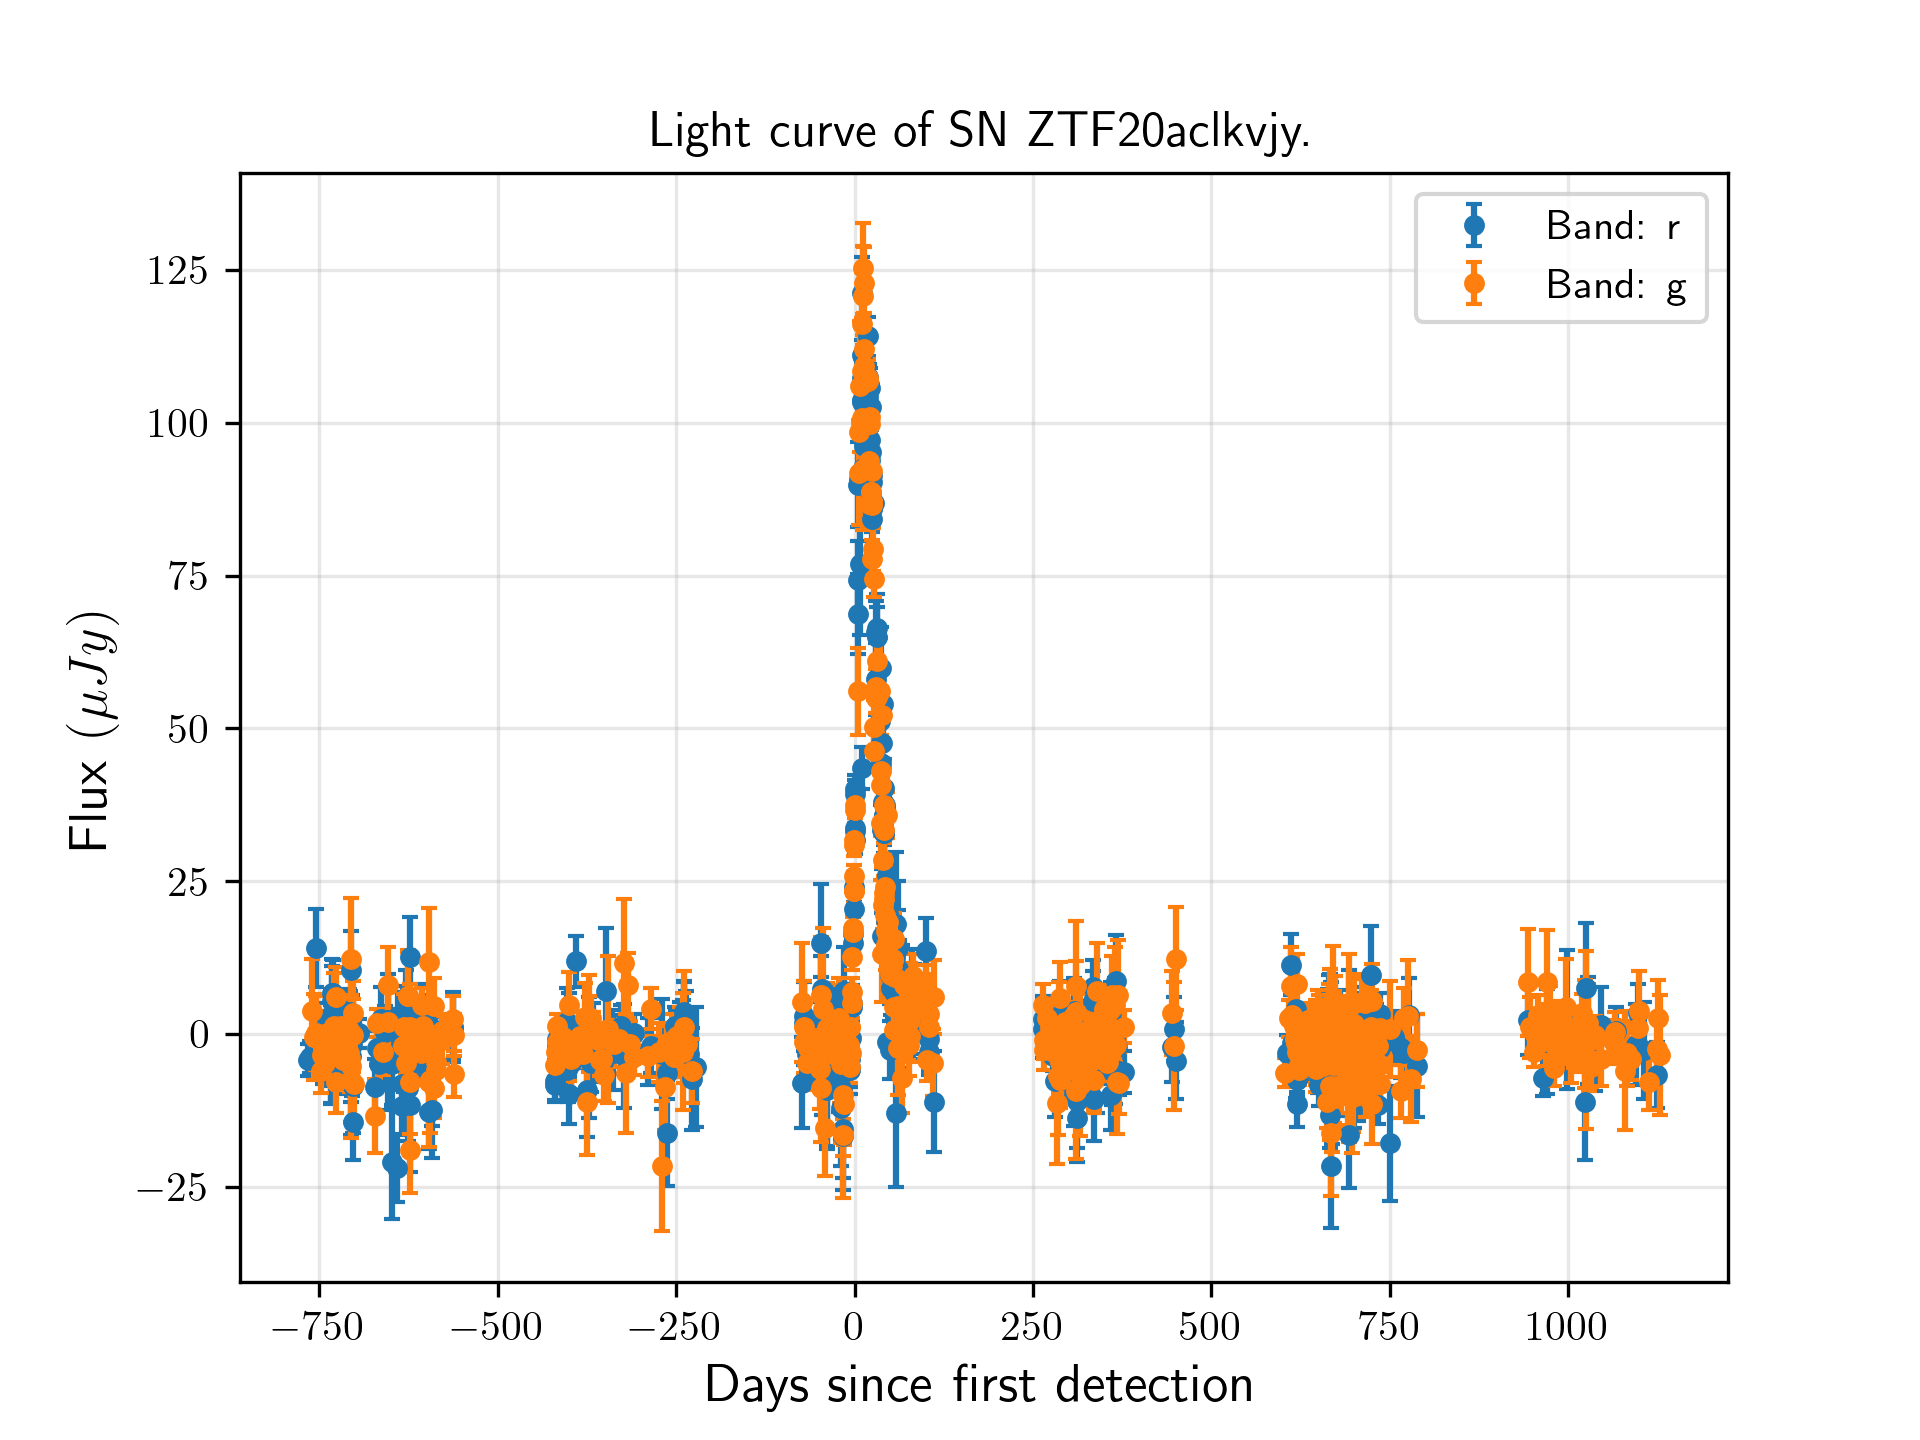 Light curve of SN ZTF20aclkvjy.
Band: r
Band: g
125
100
75
50
25
0
−25
Flux (μJy)
−750 −500 −250 0 250 500 750 1000
Days since first detection